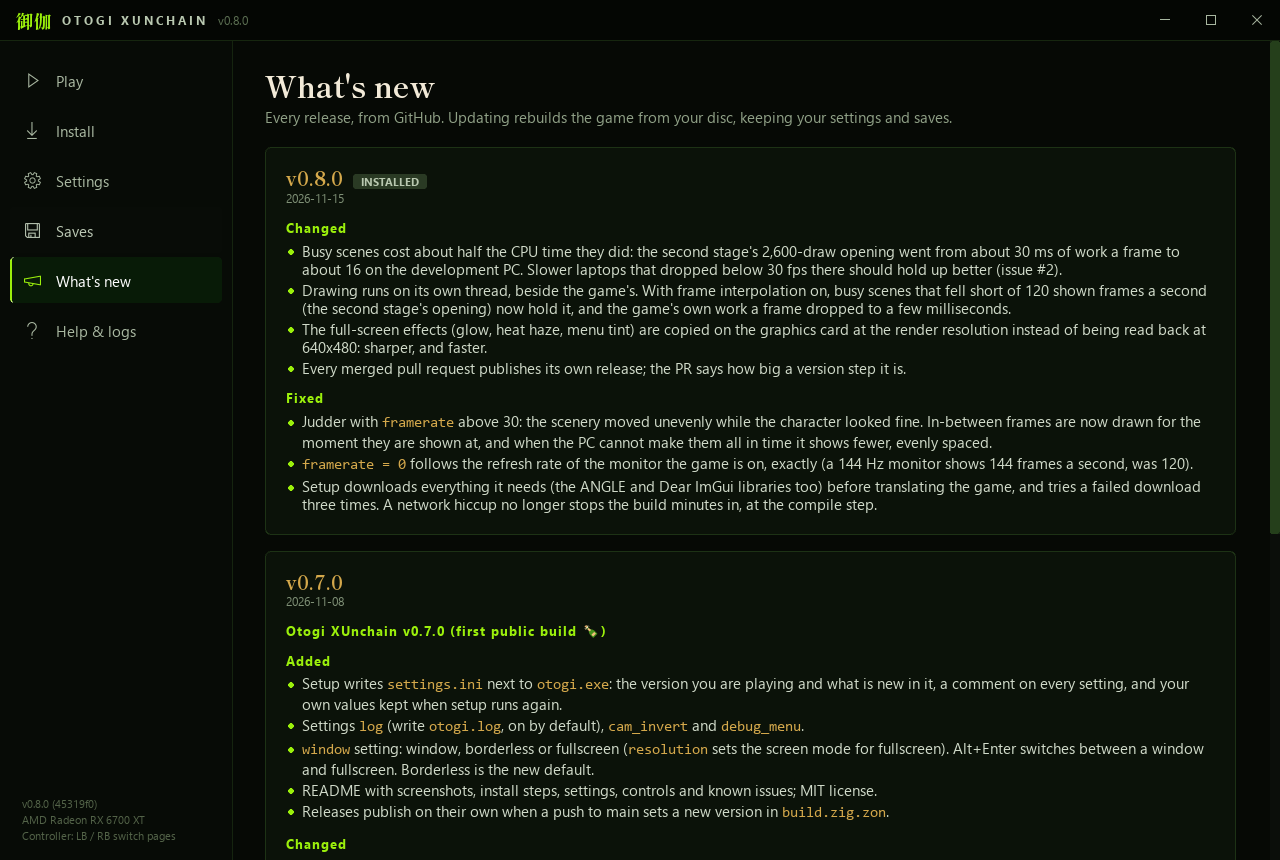 御伽 OTOGI XUNCHAIN v0.8.0
Play
Install
Settings
Saves
What's new
Help & logs
v0.8.0 (45319f0)
AMD Radeon RX 6700 XT
Controller: LB / RB switch pages
What's new
Every release, from GitHub. Updating rebuilds the game from your disc, keeping your settings and saves.
v0.8.0 INSTALLED
2026-11-15
Changed
Busy scenes cost about half the CPU time they did: the second stage's 2,600-draw opening went from about 30 ms of work a frame to
about 16 on the development PC. Slower laptops that dropped below 30 fps there should hold up better (issue #2).
Drawing runs on its own thread, beside the game's. With frame interpolation on, busy scenes that fell short of 120 shown frames a second
(the second stage's opening) now hold it, and the game's own work a frame dropped to a few milliseconds.
The full-screen effects (glow, heat haze, menu tint) are copied on the graphics card at the render resolution instead of being read back at
640x480: sharper, and faster.
Every merged pull request publishes its own release; the PR says how big a version step it is.
Fixed
Judder with framerate above 30: the scenery moved unevenly while the character looked fine. In-between frames are now drawn for the
moment they are shown at, and when the PC cannot make them all in time it shows fewer, evenly spaced.
framerate = 0 follows the refresh rate of the monitor the game is on, exactly (a 144 Hz monitor shows 144 frames a second, was 120).
Setup downloads everything it needs (the ANGLE and Dear ImGui libraries too) before translating the game, and tries a failed download
three times. A network hiccup no longer stops the build minutes in, at the compile step.
v0.7.0
2026-11-08
Otogi XUnchain v0.7.0 (first public build 🍾)
Added
Setup writes settings.ini next to otogi.exe: the version you are playing and what is new in it, a comment on every setting, and your
own values kept when setup runs again.
Settings log (write otogi.log, on by default), cam_invert and debug_menu.
window setting: window, borderless or fullscreen (resolution sets the screen mode for fullscreen). Alt+Enter switches between a window
and fullscreen. Borderless is the new default.
README with screenshots, install steps, settings, controls and known issues; MIT license.
Releases publish on their own when a push to main sets a new version in build.zig.zon.
Changed